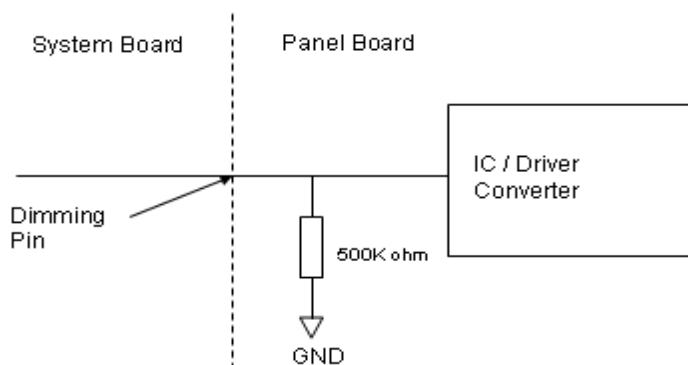 System Board
Panel Board
IC / Driver
Converter
Dimming
Pin
500K ohm
GND